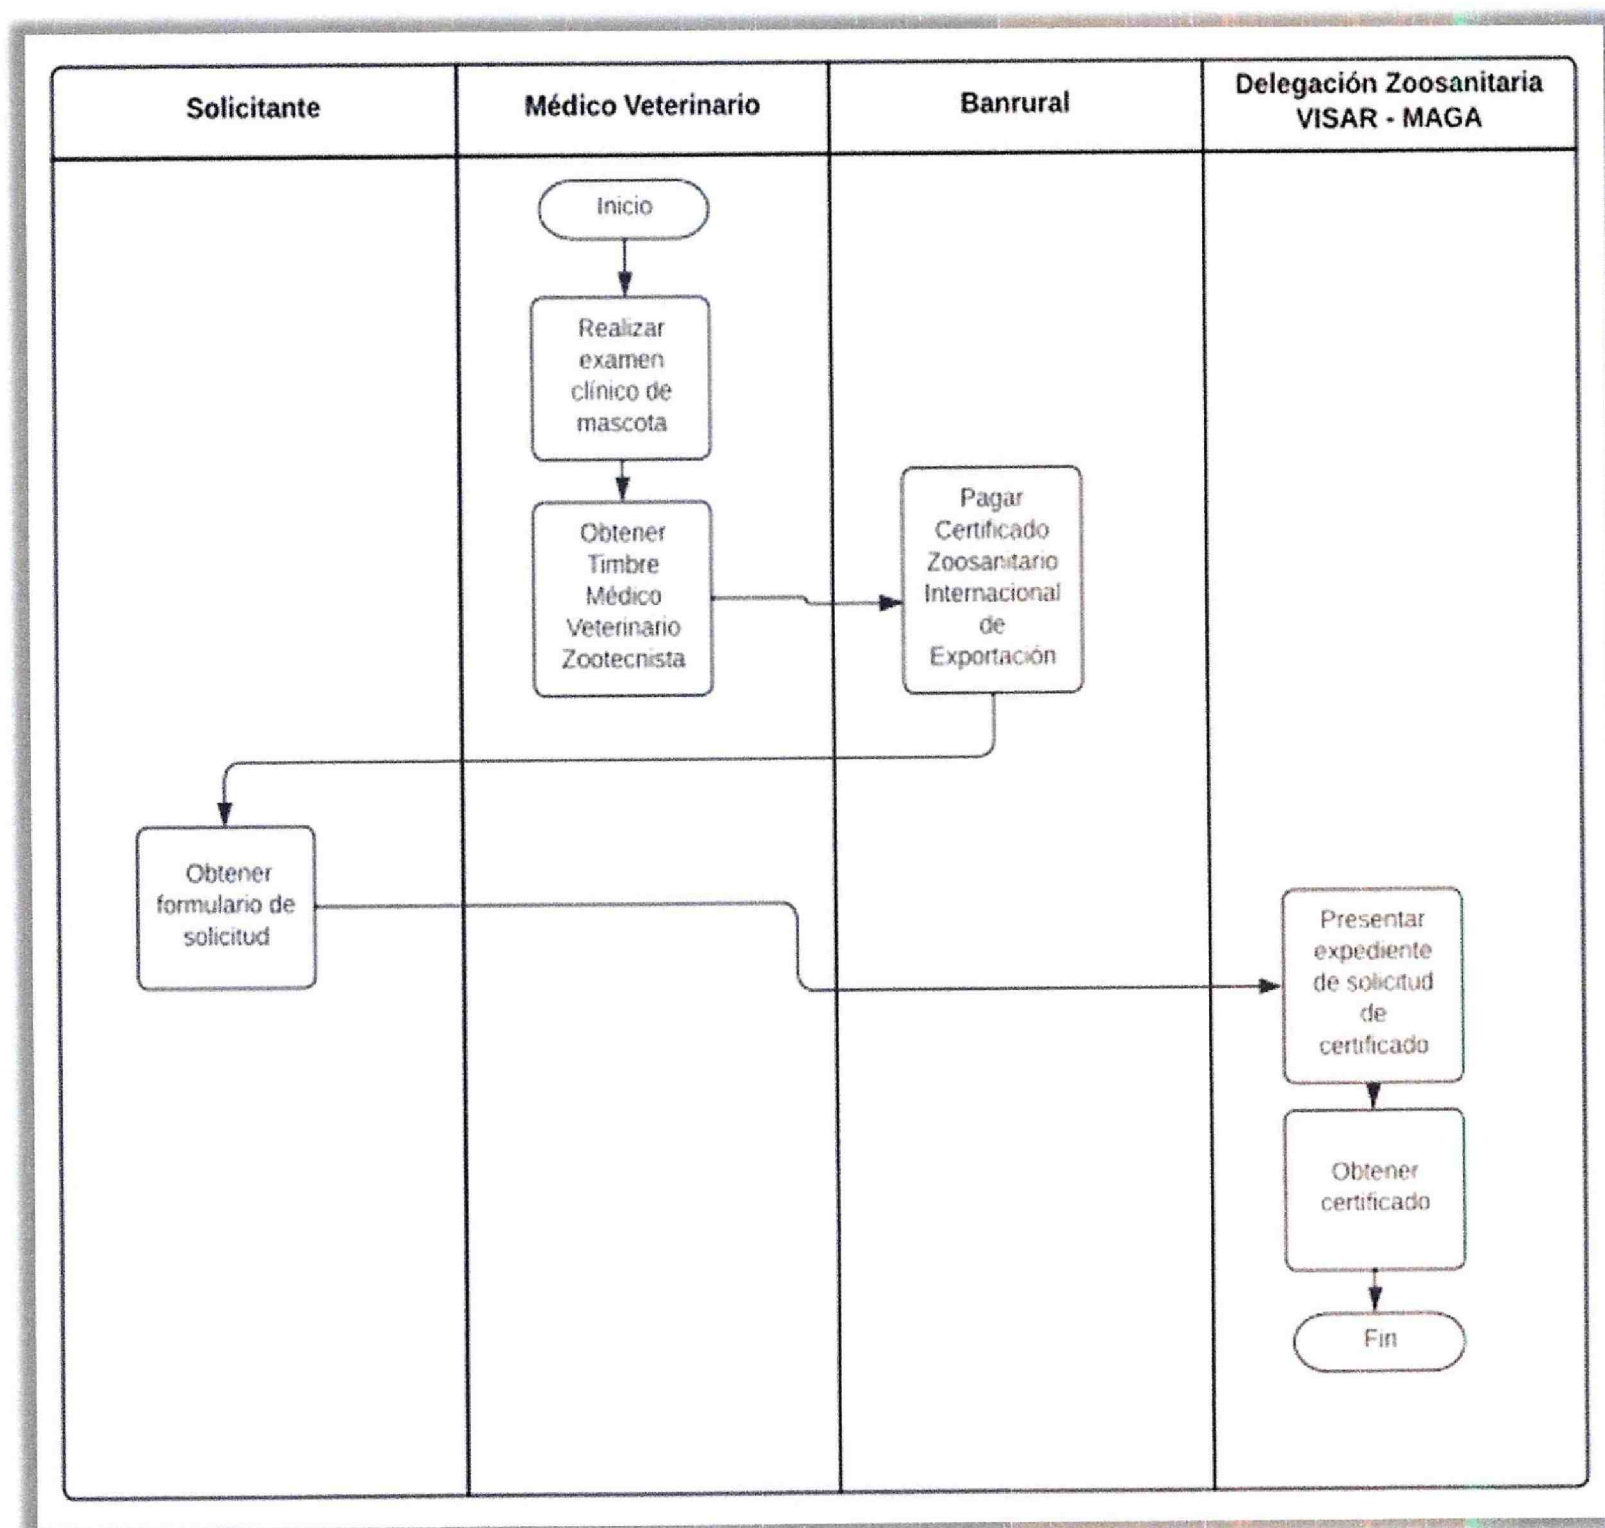 Solicitante
Médico Veterinario
Banrural
Delegación Zoosanitaria
VISAR - MAGA
Inicio
Realizar
examen
clínico de
mascota
Obtener
Timbre
Médico
Veterinario
Zootecnista
Pagar
Certificado
Zoosanitario
Internacional
de
Exportación
Obtener
formulario de
solicitud
Presentar
expediente
de solicitud
de
certificado
Obtener
certificado
Fin